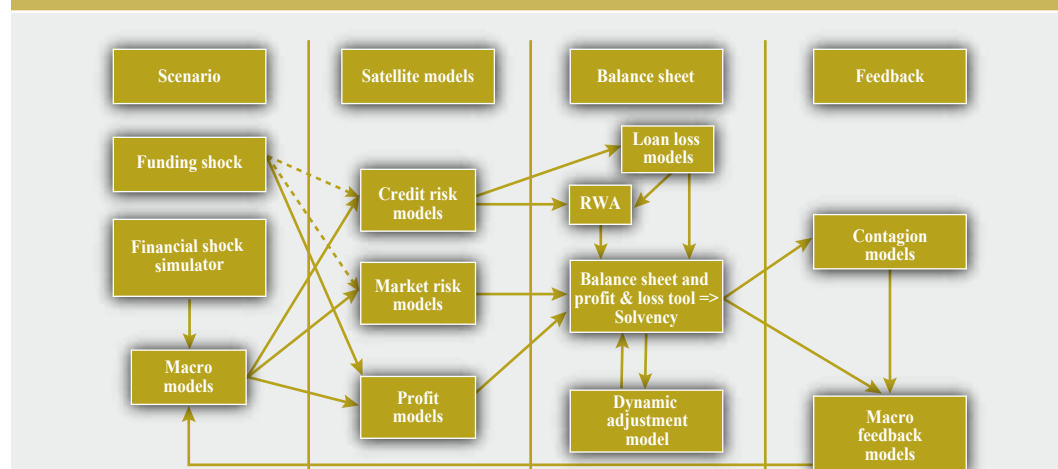 Scenario
Satellite models
Balance sheet
Feedback
Funding shock
Loan loss
models
Credit risk
models
RWA
Financial shock
simulator
Contagion
models
Market risk
models
Balance sheet and
profit & loss tool =>
Solvency
Macro
models
Profit
models
Dynamic
adjustment
model
Macro
feedback
models